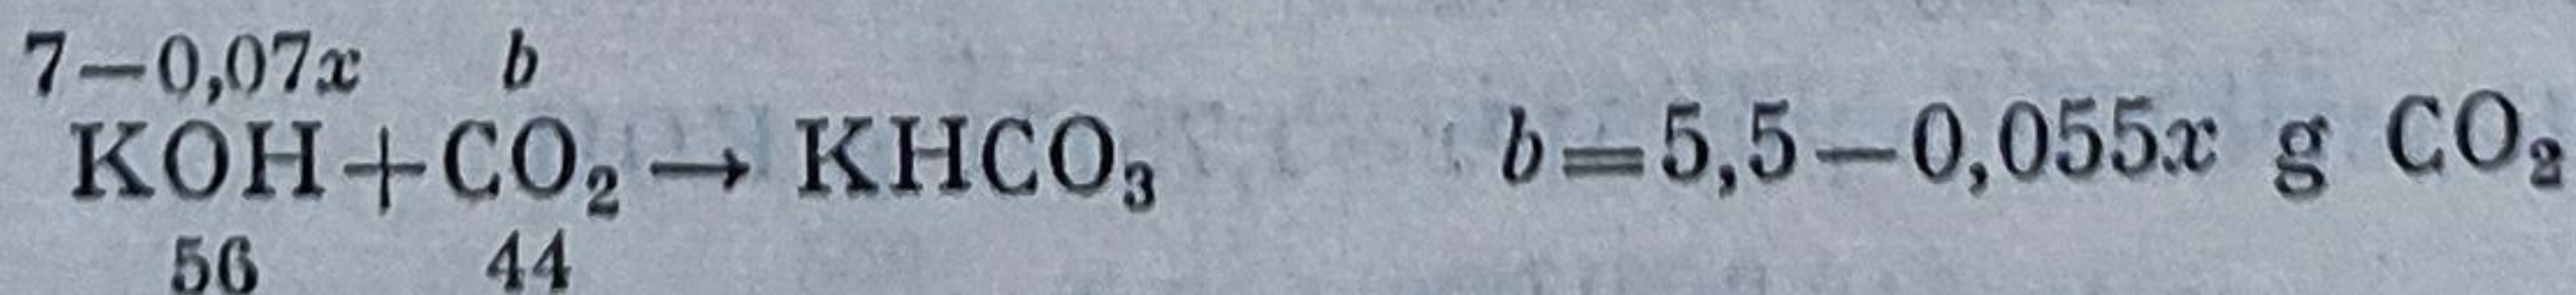 7—0,07x b
KOH+CO₂→ KHCO₃ b=5,5—0,055x g CO₂
56 44